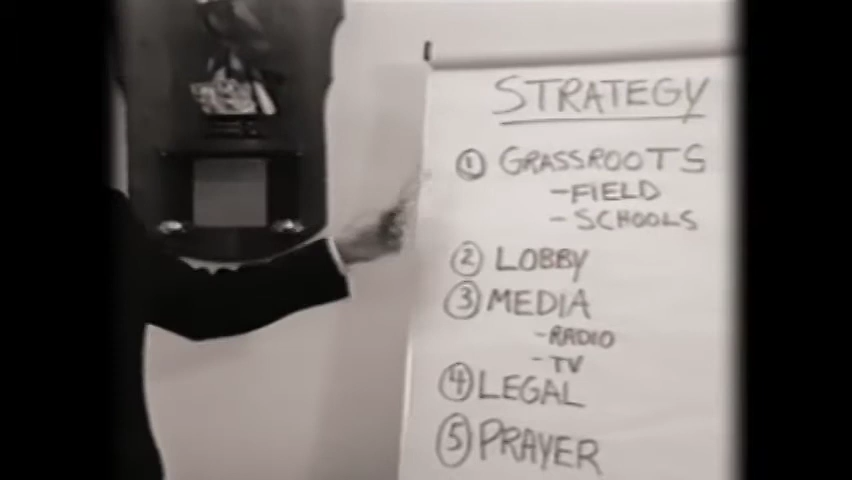 STRATEGY
① GRASSROOTS
-FIELD
- SCHOOLS
② LOBBY
③ MEDIA
- RADIO
- TV
④ LEGAL
⑤ PRAYER